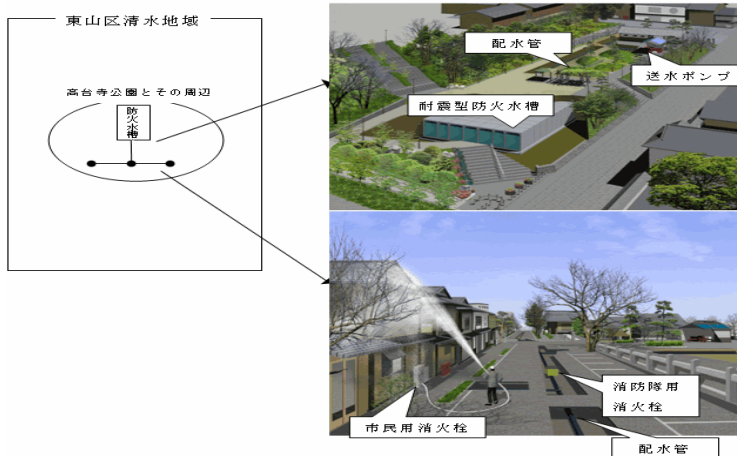 東山区清水地域
高台寺公園とその周辺
防火水槽
配水管
送水ポンプ
耐震型防火水槽
消防隊用
消火栓
市民用消火栓
配水管